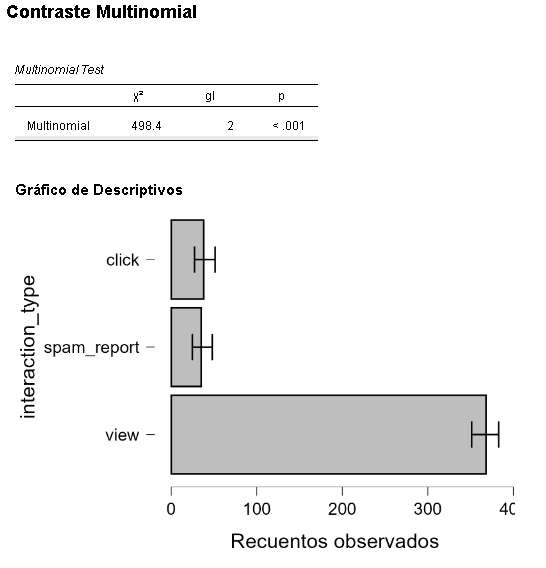 Contraste Multinomial
Multinomial Test
χ² gl p
Multinomial 498.4 2 < .001
Gráfico de Descriptivos
click
spam_report
view
interaction_type
0 100 200 300 40
Recuentos observados